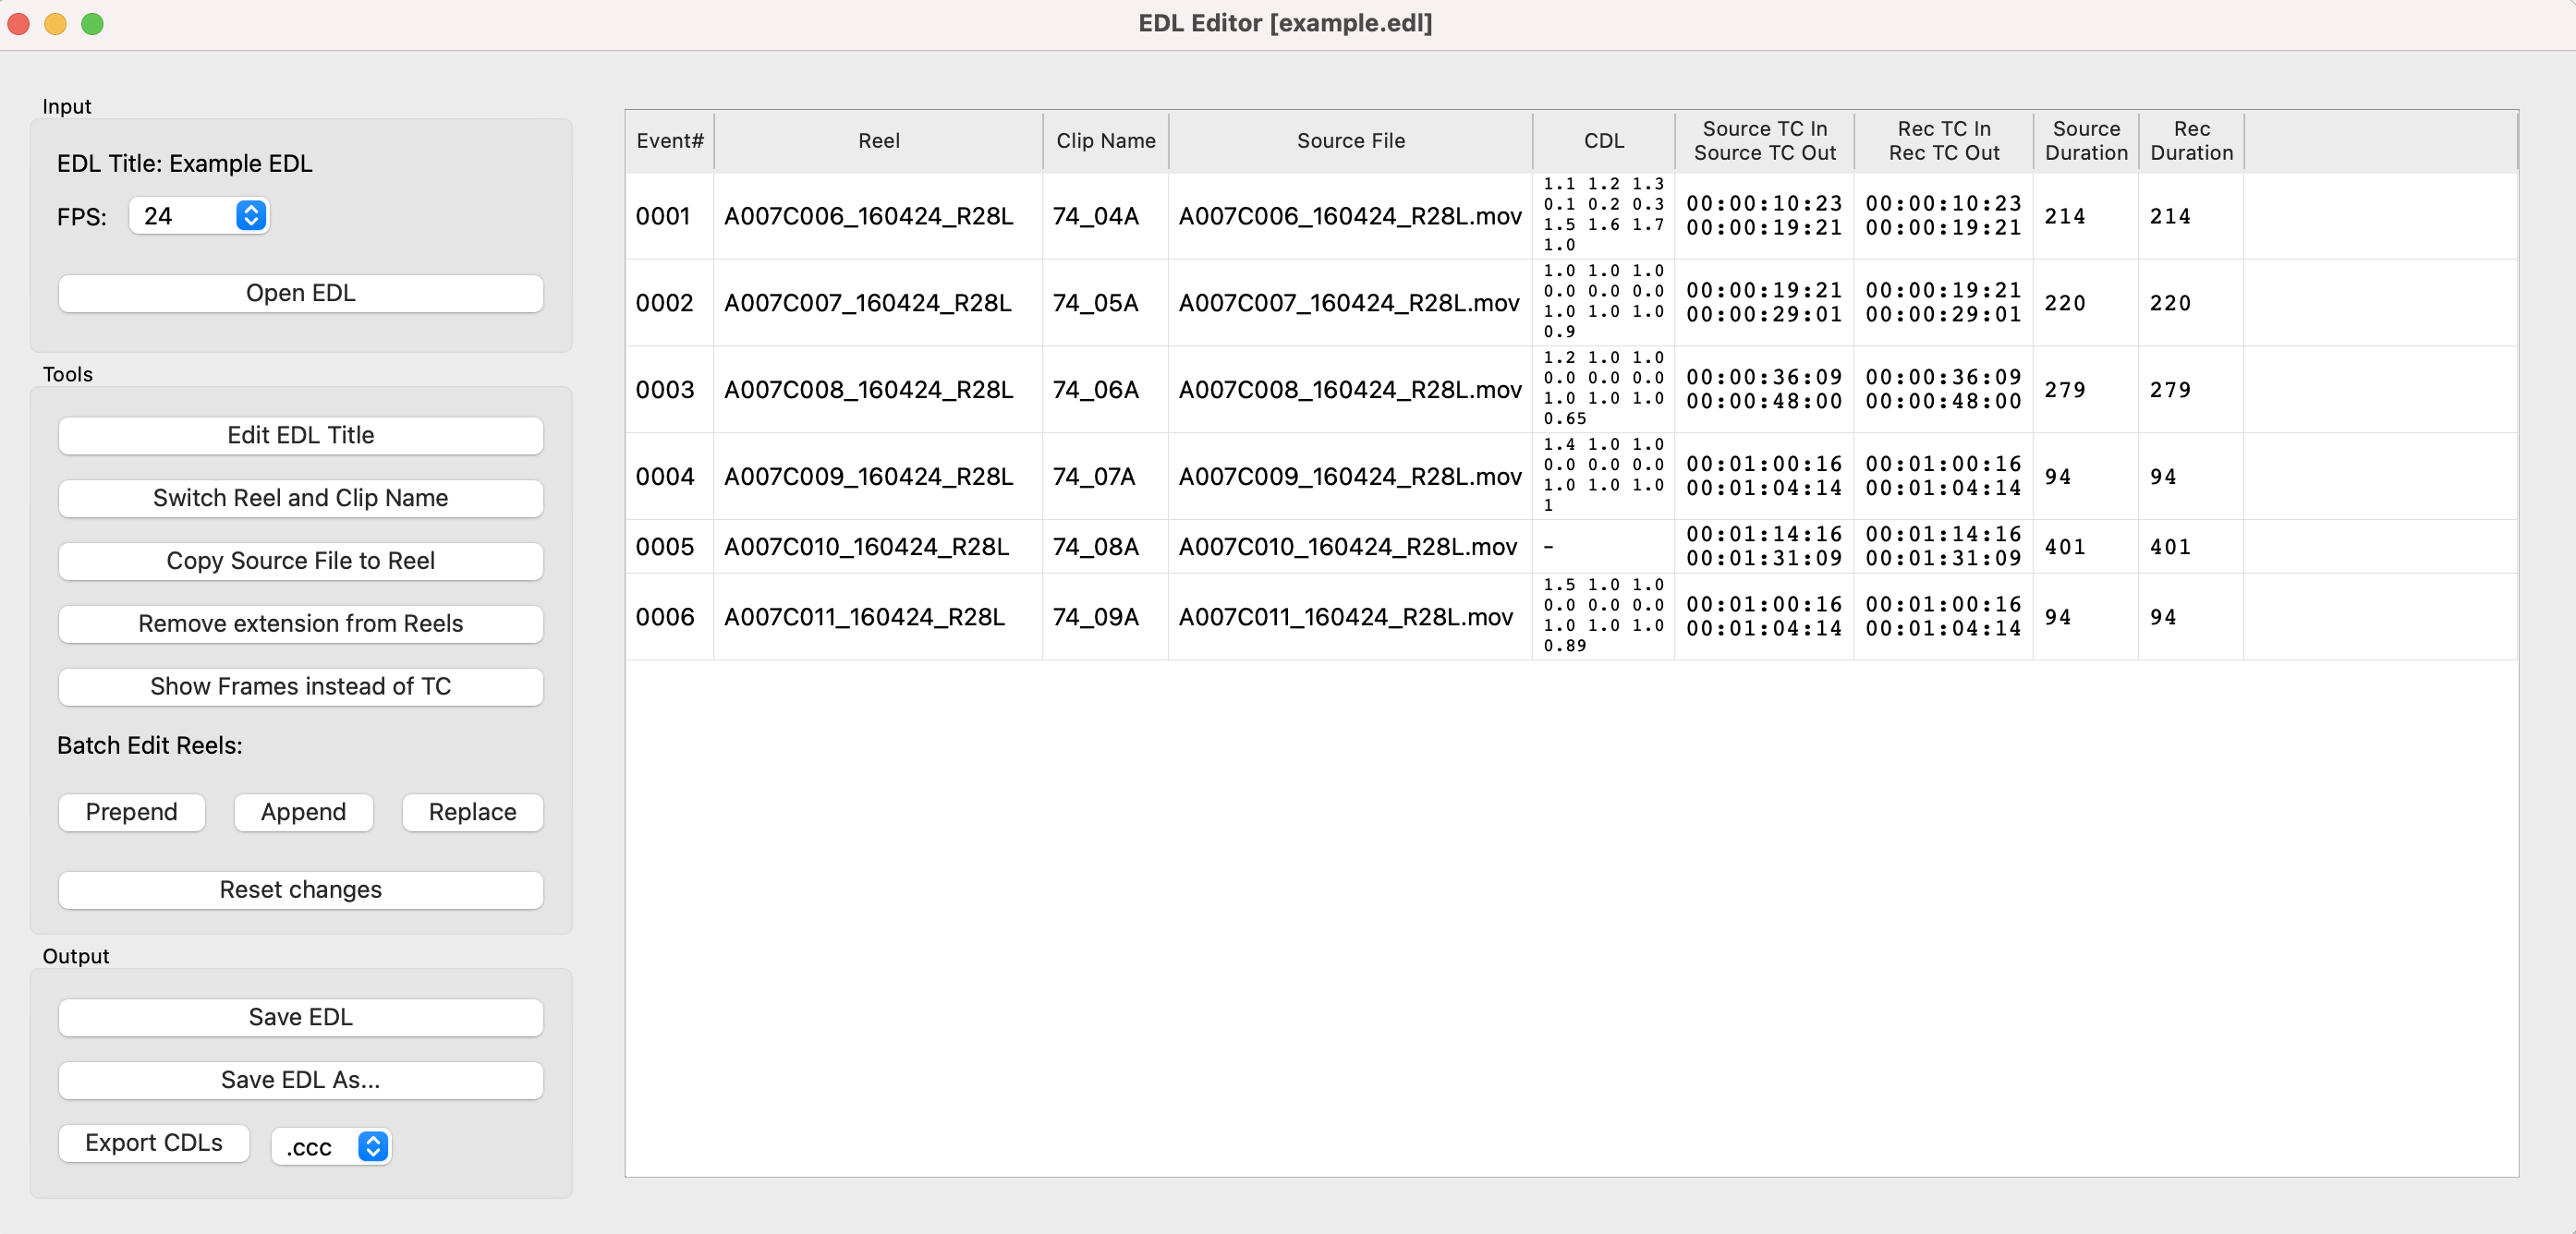 EDL Editor [example.edl]
Input
EDL Title: Example EDL
FPS: 24
Open EDL
Tools
Edit EDL Title
Switch Reel and Clip Name
Copy Source File to Reel
Remove extension from Reels
Show Frames instead of TC
Batch Edit Reels:
Prepend Append Replace
Reset changes
Output
Save EDL
Save EDL As...
Export CDLs .ccc
Event# Reel Clip Name Source File CDL Source TC In Rec TC In Source Rec
Source TC Out Rec TC Out Duration Duration
1.1 1.2 1.3
0001 A007C006_160424_R28L 74_04A A007C006_160424_R28L.mov 0.1 0.2 0.3 00:00:10:23 00:00:10:23 214 214
1.5 1.6 1.7 00:00:19:21 00:00:19:21
1.0
1.0 1.0 1.0
0002 A007C007_160424_R28L 74_05A A007C007_160424_R28L.mov 0.0 0.0 0.0 00:00:19:21 00:00:19:21 220 220
1.0 1.0 1.0 00:00:29:01 00:00:29:01
0.9
1.2 1.0 1.0
0003 A007C008_160424_R28L 74_06A A007C008_160424_R28L.mov 0.0 0.0 0.0 00:00:36:09 00:00:36:09 279 279
1.0 1.0 1.0 00:00:48:00 00:00:48:00
0.65
1.4 1.0 1.0
0004 A007C009_160424_R28L 74_07A A007C009_160424_R28L.mov 0.0 0.0 0.0 00:01:00:16 00:01:00:16 94 94
1.0 1.0 1.0 00:01:04:14 00:01:04:14
1
0005 A007C010_160424_R28L 74_08A A007C010_160424_R28L.mov - 00:01:14:16 00:01:14:16 401 401
00:01:31:09 00:01:31:09
1.5 1.0 1.0
0006 A007C011_160424_R28L 74_09A A007C011_160424_R28L.mov 0.0 0.0 0.0 00:01:00:16 00:01:00:16 94 94
1.0 1.0 1.0 00:01:04:14 00:01:04:14
0.89